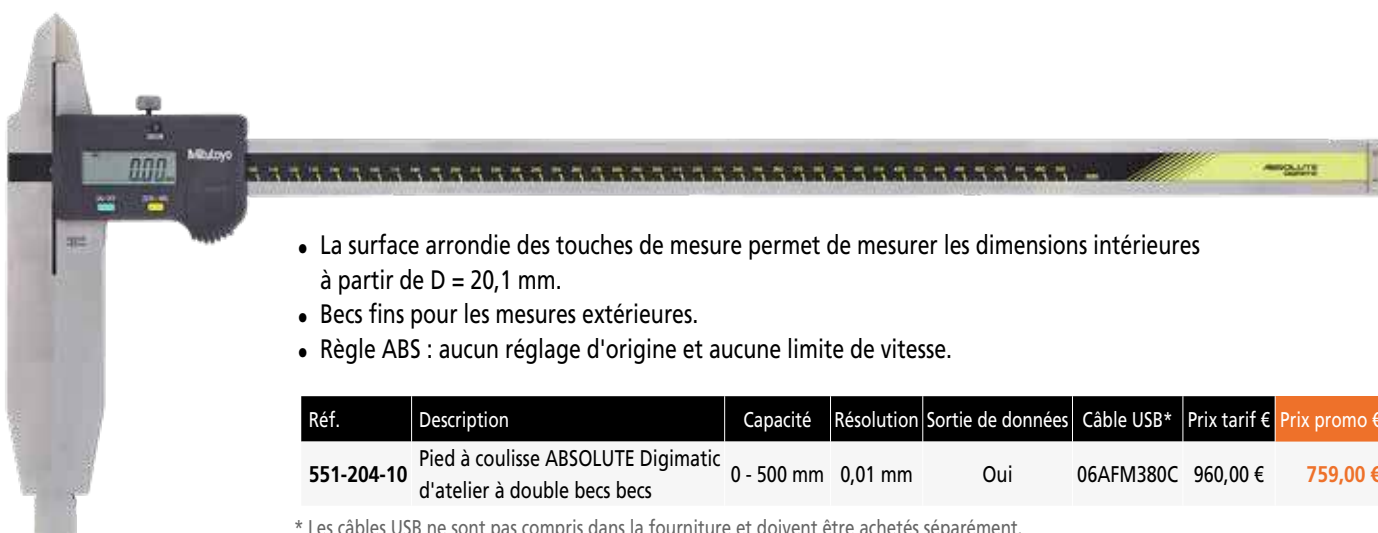 0.00
Mitutoyo
ABSOLUTE
DIGIMATIC
• La surface arrondie des touches de mesure permet de mesurer les dimensions intérieures
à partir de D = 20,1 mm.
• Becs fins pour les mesures extérieures.
• Règle ABS : aucun réglage d'origine et aucune limite de vitesse.
Réf. Description Capacité Résolution Sortie de données Câble USB* Prix tarif € Prix promo €
551-204-10 Pied à coulisse ABSOLUTE Digimatic 0 - 500 mm 0,01 mm Oui 06AFM380C 960,00 € 759,00 €
d'atelier à double becs becs
* Les câbles USB ne sont pas compris dans la fourniture et doivent être achetés séparément.